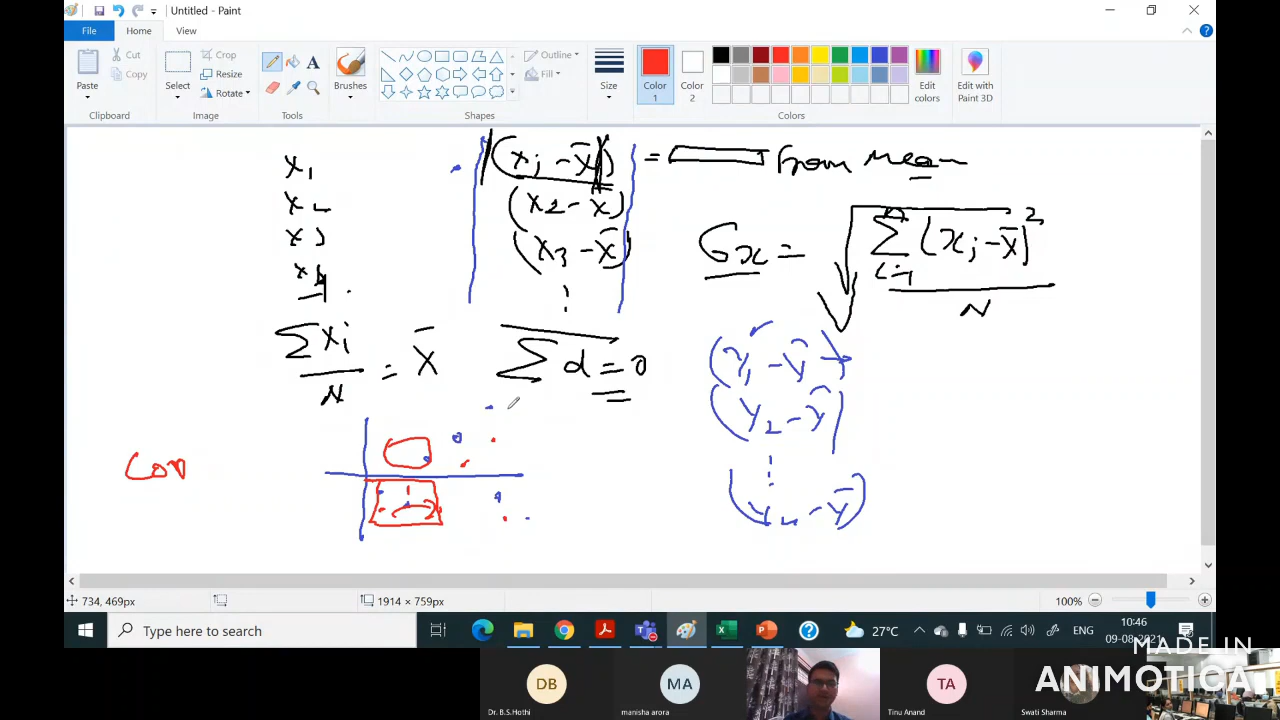 Untitled - Paint
File
Home
View
Paste
Cut
Copy
Clipboard
Select
Crop
Resize
Rotate
Image
Tools
Brushes
Outline
Fill
Shapes
Size
Color 1
Color 2
Edit colors
Edit with Paint 3D
Colors
x₁
x₂
x₃
x₄
Σxi / N = x̄
(xi - x̄) = from mean
(x2 - x̄)
(x3 - x̄)
Σ d = 0
σx = √ Σ i=1 n (xi - x̄)² / N
(y1 - ȳ)
(y2 - ȳ)
(yn - ȳ)
734, 469px
1914 × 759px
100%
Type here to search
27°C
ENG
10:46
09-08-2021
MADE IN
ANIMOTICA
DB
Dr. B.S.Hothi
MA
manisha arora
TA
Tinu Anand
Swati Sharma